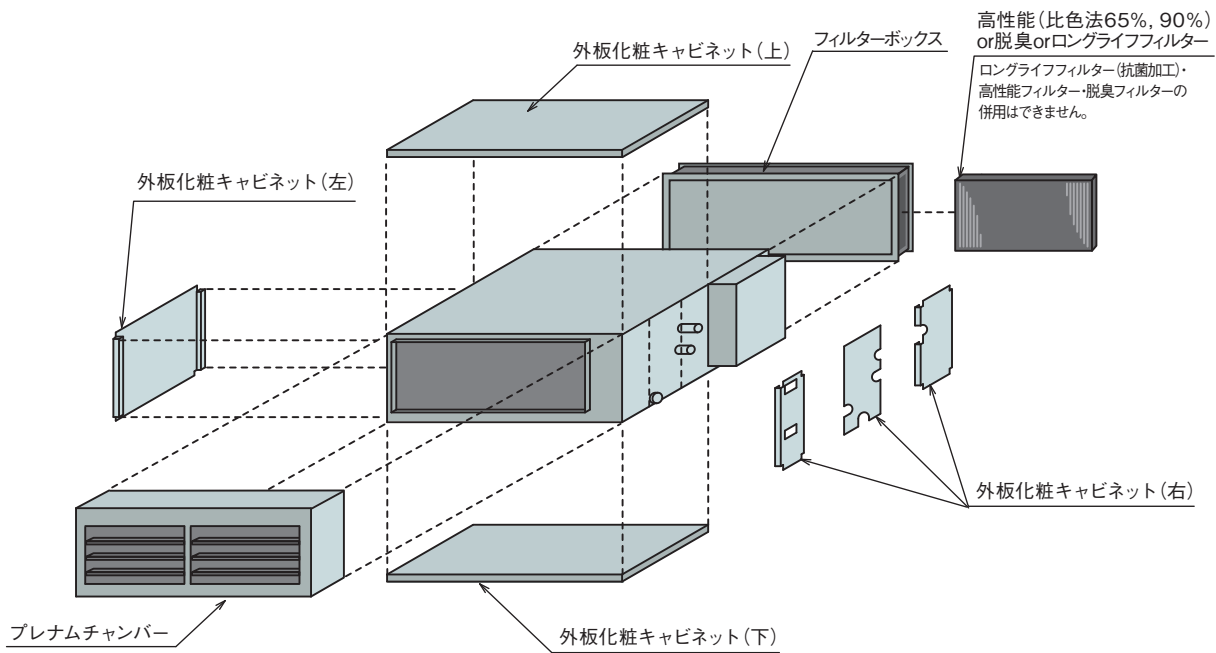 高性能（比色法65%, 90%）
or脱臭orロングライフフィルター
ロングライフフィルター（抗菌加工）・
高性能フィルター・脱臭フィルターの
併用はできません。
フィルターボックス
外板化粧キャビネット（上）
外板化粧キャビネット（左）
外板化粧キャビネット（右）
プレナムチャンバー
外板化粧キャビネット（下）